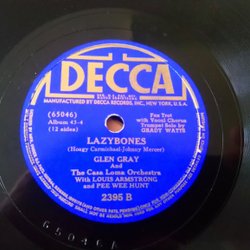 DECCA
MANUFACTURED BY DECCA RECORDS, INC., NEW YORK, U.S.A.
(65046)
Album 41-4
(12 sides)
Fox Trot
with Vocal Chorus
Trumpet Solo by
GRADY WATTS
LAZYBONES
(Hoagy Carmichael-Johnny Mercer)
GLEN GRAY
And
The Casa Loma Orchestra
With LOUIS ARMSTRONG
and PEE WEE HUNT
2395 B
65046A